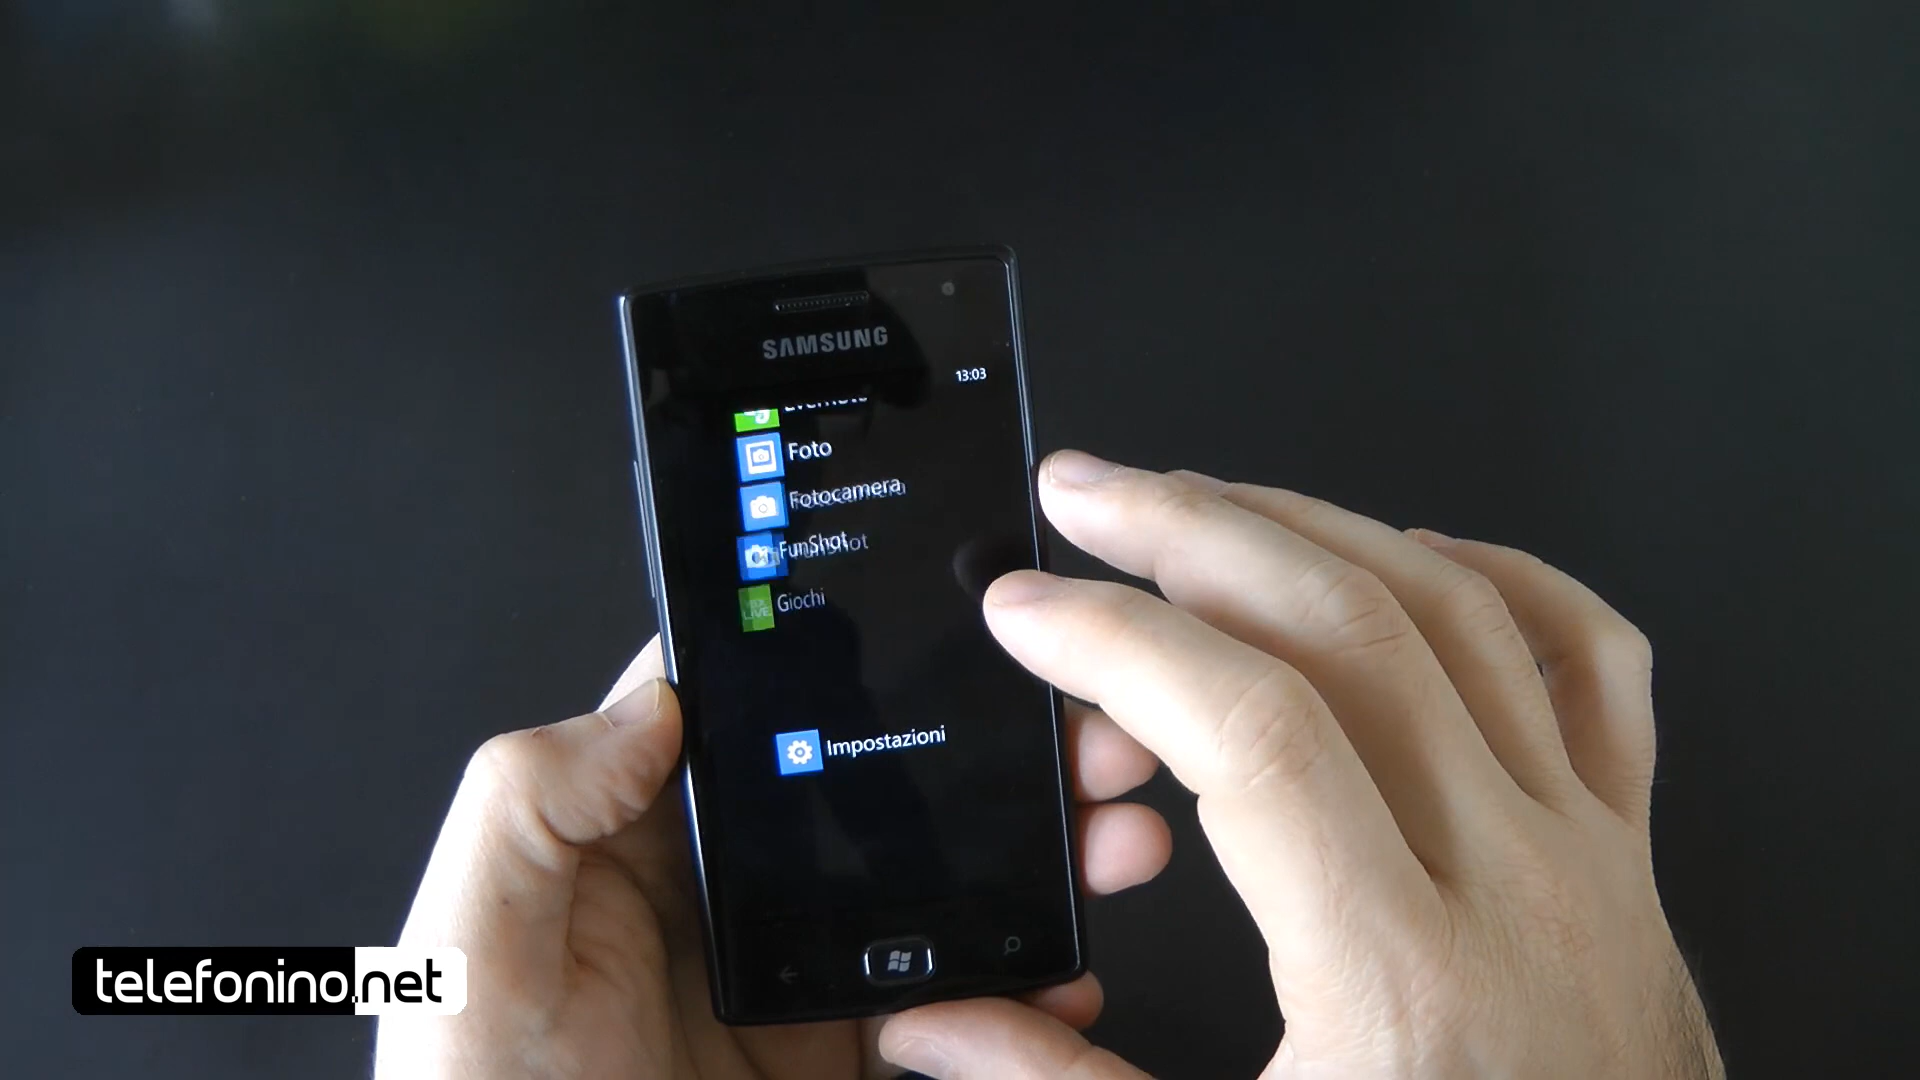 SAMSUNG
13:03
Foto
Fotocamera
FunShot
Giochi
Impostazioni
telefonino.net